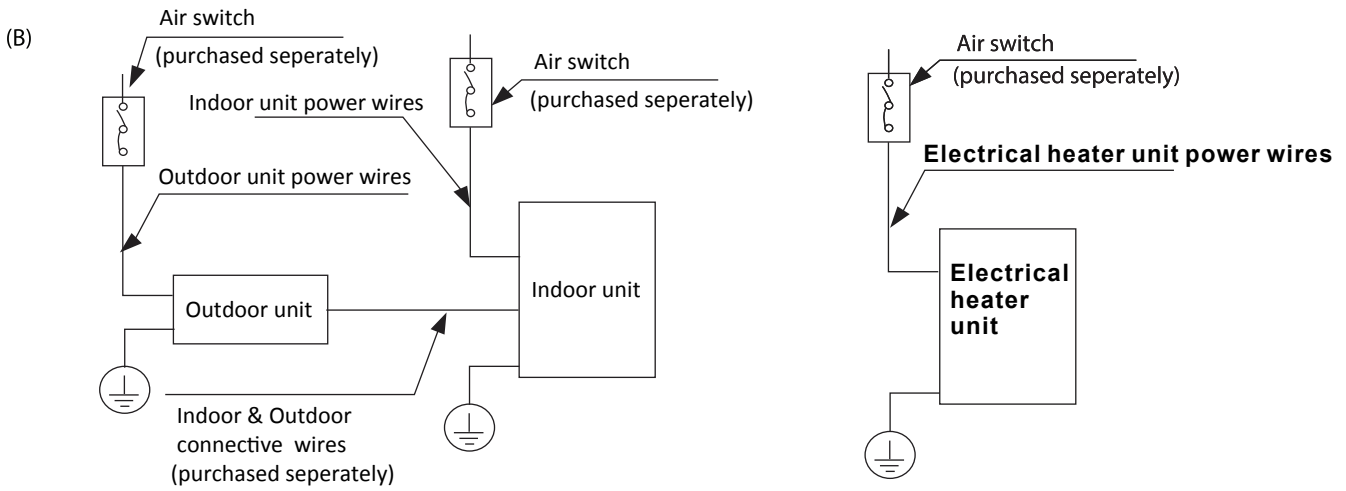 (B)
Air switch
(purchased seperately)
Air switch
(purchased seperately)
Indoor unit power wires
Outdoor unit power wires
Outdoor unit
Indoor unit
Indoor & Outdoor
connective wires
(purchased seperately)
Air switch
(purchased seperately)
Electrical heater unit power wires
Electrical
heater
unit